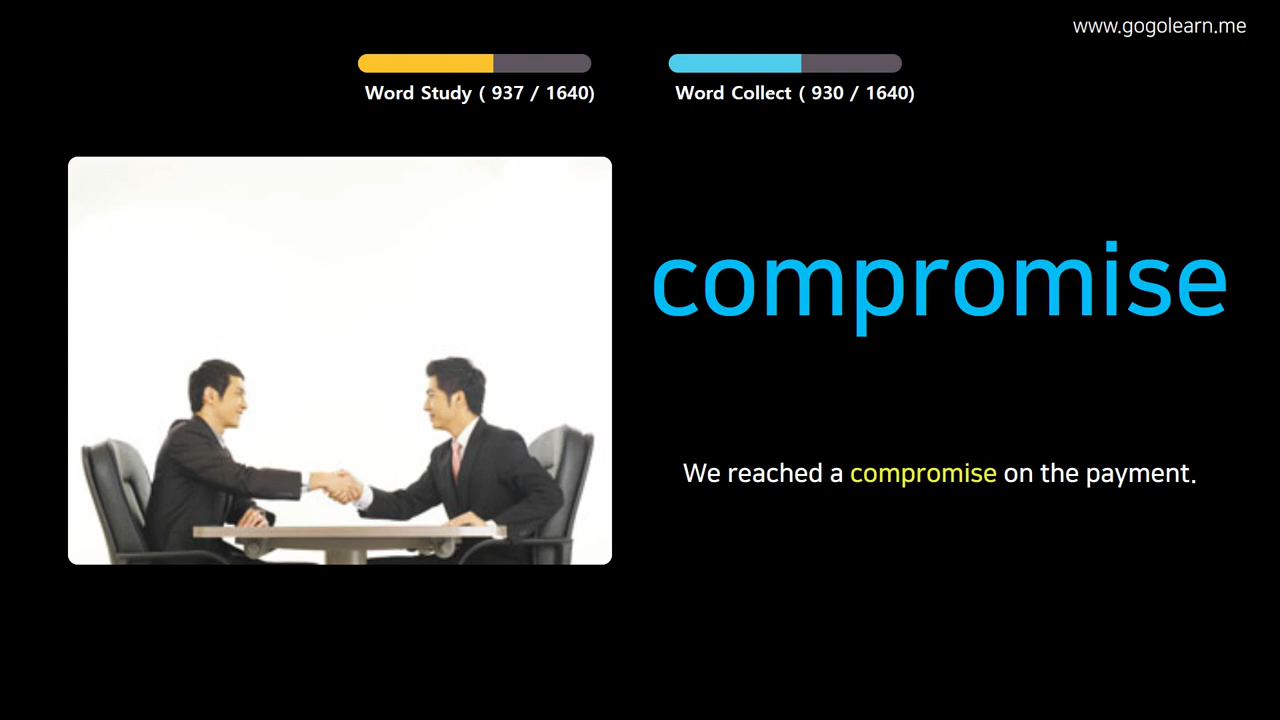 www.gogolearn.me
Word Study ( 937 / 1640)
Word Collect ( 930 / 1640)
compromise
We reached a compromise on the payment.